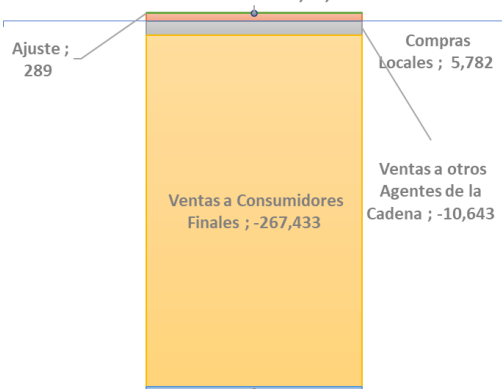 Ajuste ;
289
Compras
Locales ; 5,782
Ventas a otros
Agentes de la
Cadena ; -10,643
Ventas a Consumidores
Finales ; -267,433